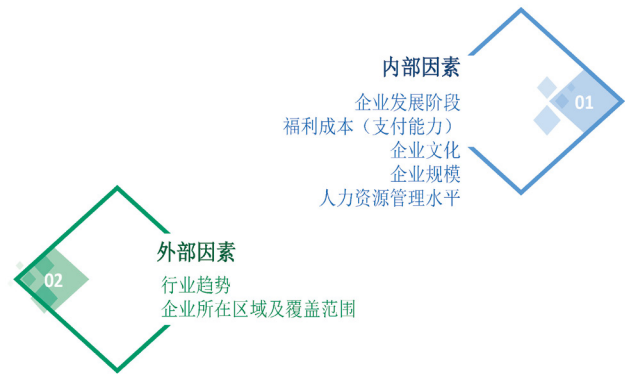 内部因素
01
企业发展阶段
福利成本（支付能力）
企业文化
企业规模
人力资源管理水平
外部因素
02
行业趋势
企业所在区域及覆盖范围